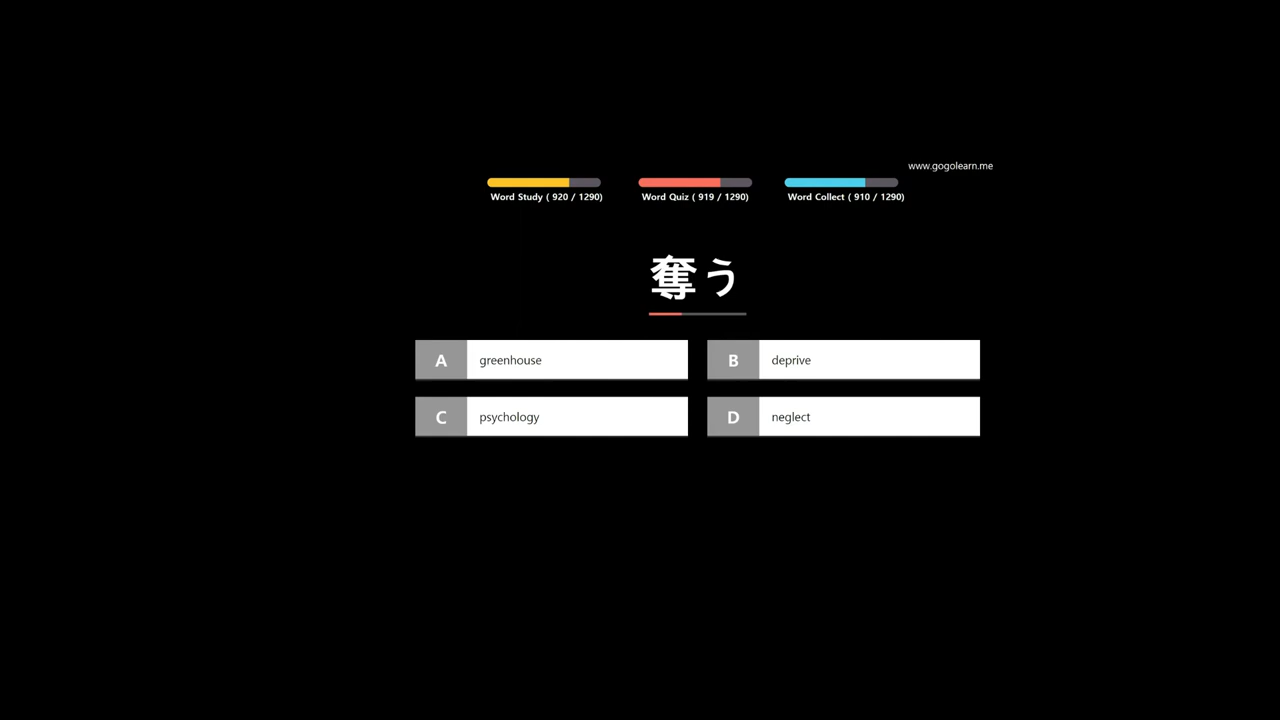 www.gogolearn.me
Word Study ( 920 / 1290)
Word Quiz ( 919 / 1290)
Word Collect ( 910 / 1290)
奪う
A greenhouse
B deprive
C psychology
D neglect